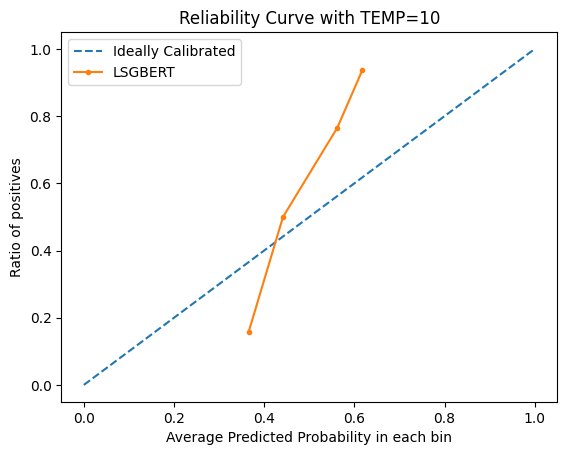 Reliability Curve with TEMP=10
Ideally Calibrated
LSGBERT
Ratio of positives
1.0
0.8
0.6
0.4
0.2
0.0
0.0 0.2 0.4 0.6 0.8 1.0
Average Predicted Probability in each bin